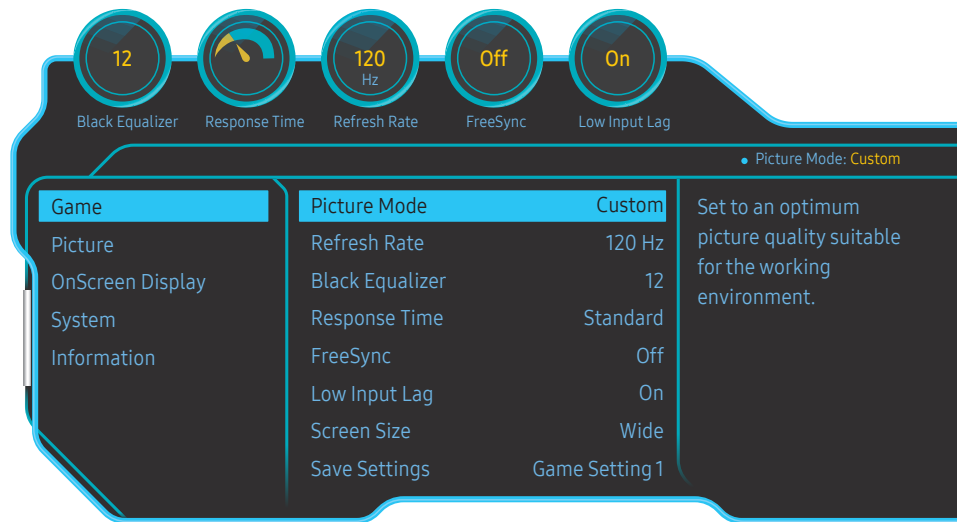 12
120
Hz
Off
On
Black Equalizer
Response Time
Refresh Rate
FreeSync
Low Input Lag
Picture Mode: Custom
Game
Picture
OnScreen Display
System
Information
Picture Mode Custom
Refresh Rate 120 Hz
Black Equalizer 12
Response Time Standard
FreeSync Off
Low Input Lag On
Screen Size Wide
Save Settings Game Setting 1
Set to an optimum
picture quality suitable
for the working
environment.